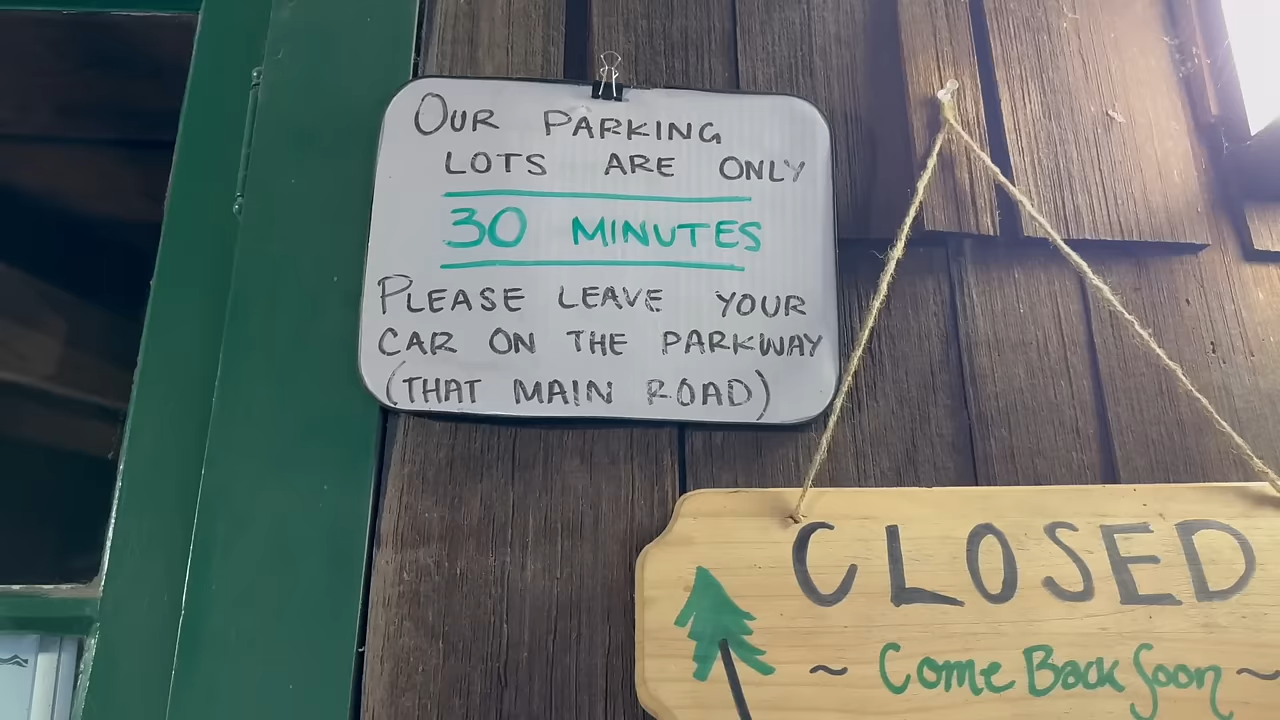 OUR PARKING
LOTS ARE ONLY
30 MINUTES
PLEASE LEAVE YOUR
CAR ON THE PARKWAY
(THAT MAIN ROAD)
CLOSED
~ Come Back Soon ~